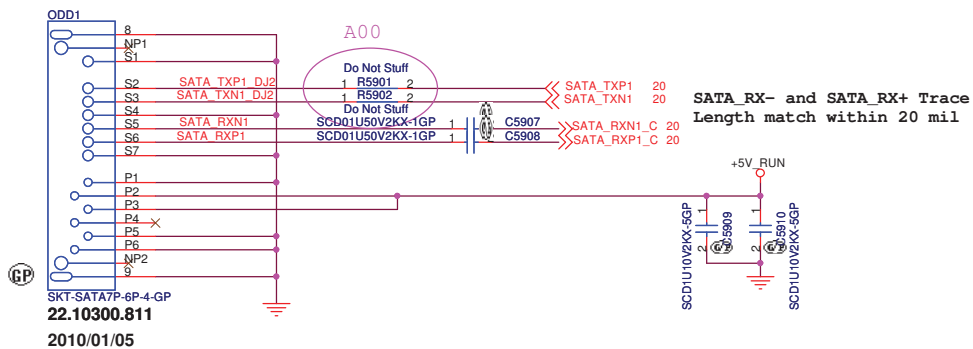 ODD1
8
NP1
S1
A00
Do Not Stuff
S2 SATA_TXP1_DJ2 1 R5901 2 SATA_TXP1 20
S3 SATA_TXN1_DJ2 1 R5902 2 SATA_TXN1 20
Do Not Stuff
S4
S5 SATA_RXN1 SCD01U50V2KX-1GP 1 C5907 SATA_RXN1_C 20
S6 SATA_RXP1 SCD01U50V2KX-1GP 1 C5908 SATA_RXP1_C 20
S7
SATA_RX- and SATA_RX+ Trace
Length match within 20 mil
+5V_RUN
P1
P2
P3
P4
P5
P6
NP2
9
SCD1U10V2KX-5GP
1
2
C5909
SCD1U10V2KX-5GP
1
2
C5910
GP
SKT-SATA7P-6P-4-GP
22.10300.811
2010/01/05